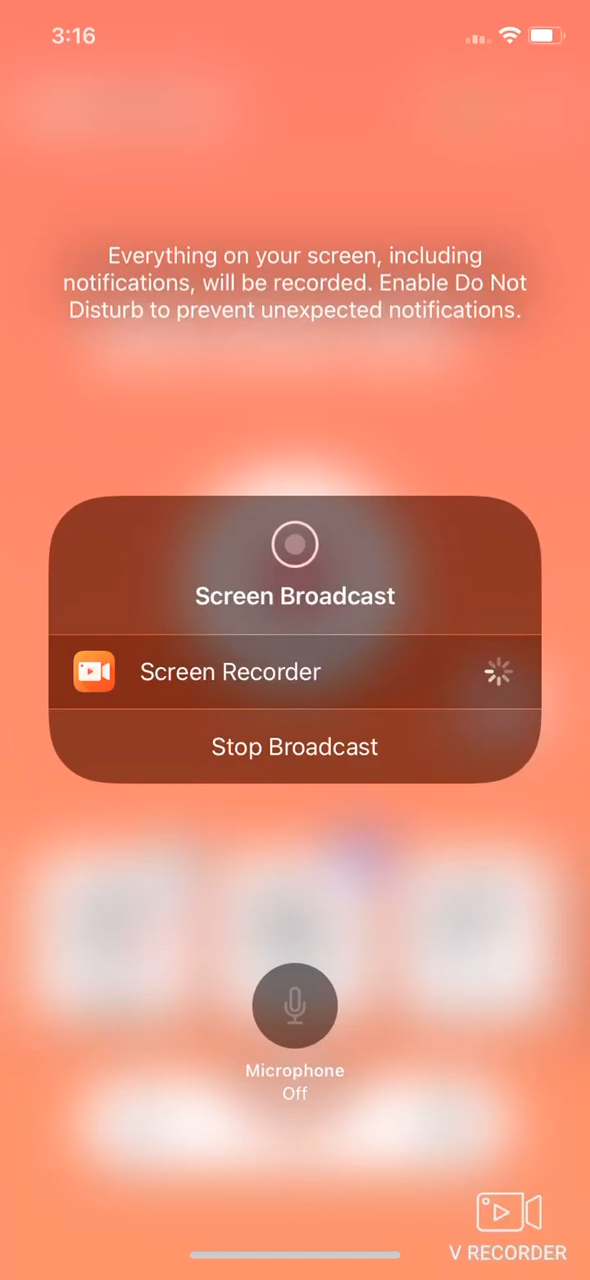 3:16
Everything on your screen, including
notifications, will be recorded. Enable Do Not
Disturb to prevent unexpected notifications.
Screen Broadcast
Screen Recorder
Stop Broadcast
Microphone
Off
V RECORDER